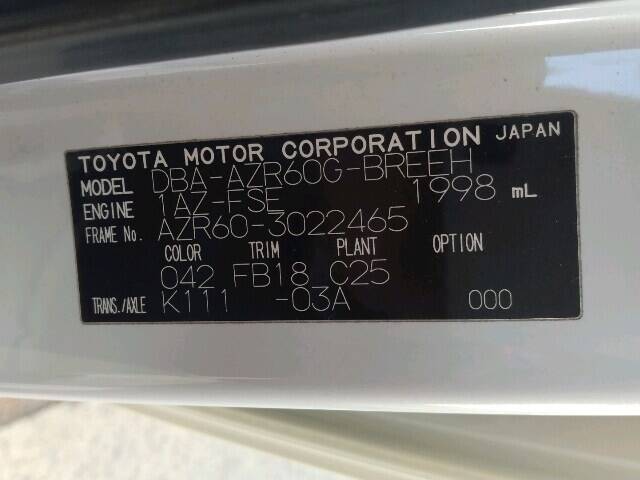 TOYOTA MOTOR CORPORATION JAPAN
MODEL DBA-AZR60G-BREEH
ENGINE 1AZ-FSE 1998 mL
FRAME No. AZR60-3022465
COLOR TRIM PLANT OPTION
042 FB18 C25
TRANS./AXLE K111 -03A 000